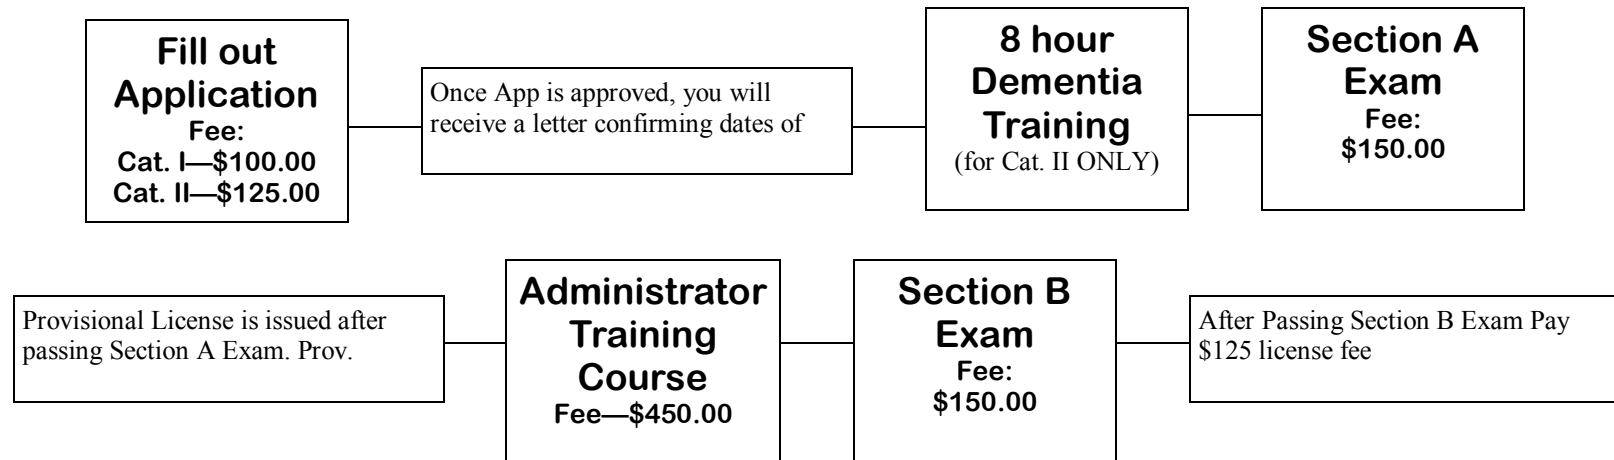 Fill out
Application
Fee:
Cat. I—$100.00
Cat. II—$125.00
Once App is approved, you will
receive a letter confirming dates of
8 hour
Dementia
Training
(for Cat. II ONLY)
Section A
Exam
Fee:
$150.00
Provisional License is issued after
passing Section A Exam. Prov.
Administrator
Training
Course
Fee—$450.00
Section B
Exam
Fee:
$150.00
After Passing Section B Exam Pay
$125 license fee